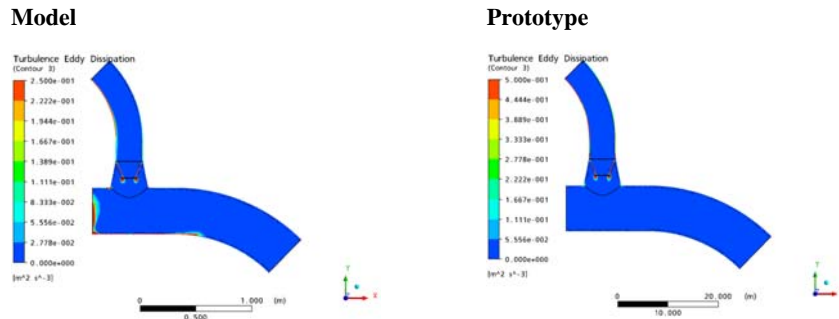 Model
Turbulence Eddy Dissipation
(Contour 3)
2.500e-001
2.222e-001
1.944e-001
1.667e-001
1.389e-001
1.111e-001
8.333e-002
5.556e-002
2.778e-002
0.000e+000
[m^2 s^-3]
0
1.000 (m)
0.500
Y
X
Prototype
Turbulence Eddy Dissipation
(Contour 3)
5.000e-001
4.444e-001
3.889e-001
3.333e-001
2.778e-001
2.222e-001
1.667e-001
1.111e-001
5.556e-002
0.000e+000
[m^2 s^-3]
0
20.000 (m)
10.000
Y